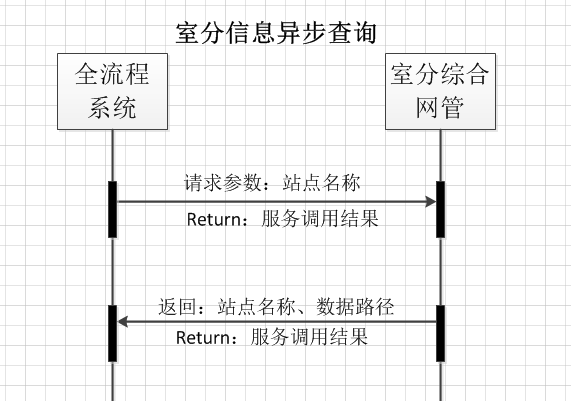 室分信息异步查询
全流程
系统
室分综合
网管
请求参数：站点名称
Return：服务调用结果
返回：站点名称、数据路径
Return：服务调用结果